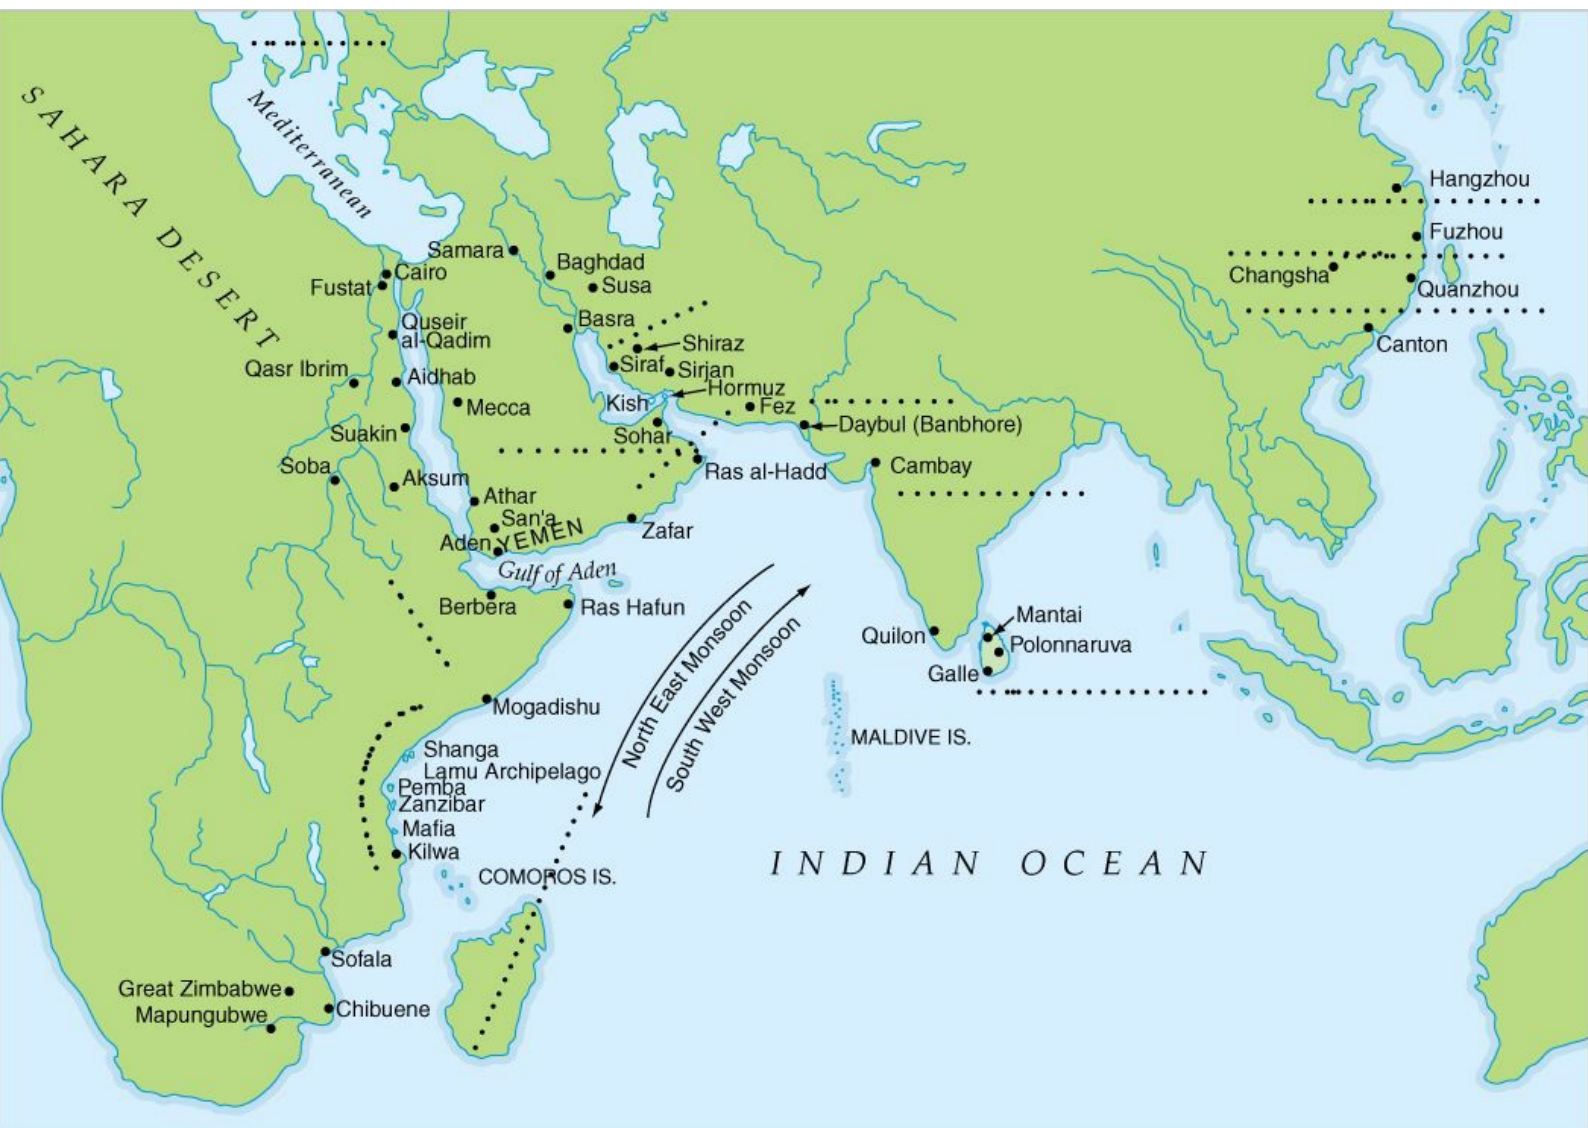 SAHARA DESERT
Mediterranean
Hangzhou
Fuzhou
Changsha
Quanzhou
Canton
Samara
Baghdad
Susa
Cairo
Fustat
Basra
Quseir
al-Qadim
Shiraz
Siraf
Sirjan
Qasr Ibrim
Aidhab
Hormuz
Kish
Fez
Mecca
Daybul (Banbhore)
Suakin
Sohar
Soba
Cambay
Aksum
Ras al-Hadd
Athar
San'a
YEMEN
Zafar
Aden
Gulf of Aden
Berbera
Ras Hafun
Mantai
Quilon
Polonnaruva
Galle
North East Monsoon
South West Monsoon
Mogadishu
MALDIVE IS.
Shanga
Lamu Archipelago
Pemba
Zanzibar
Mafia
Kilwa
INDIAN OCEAN
COMOROS IS.
Sofala
Great Zimbabwe
Chibuene
Mapungubwe